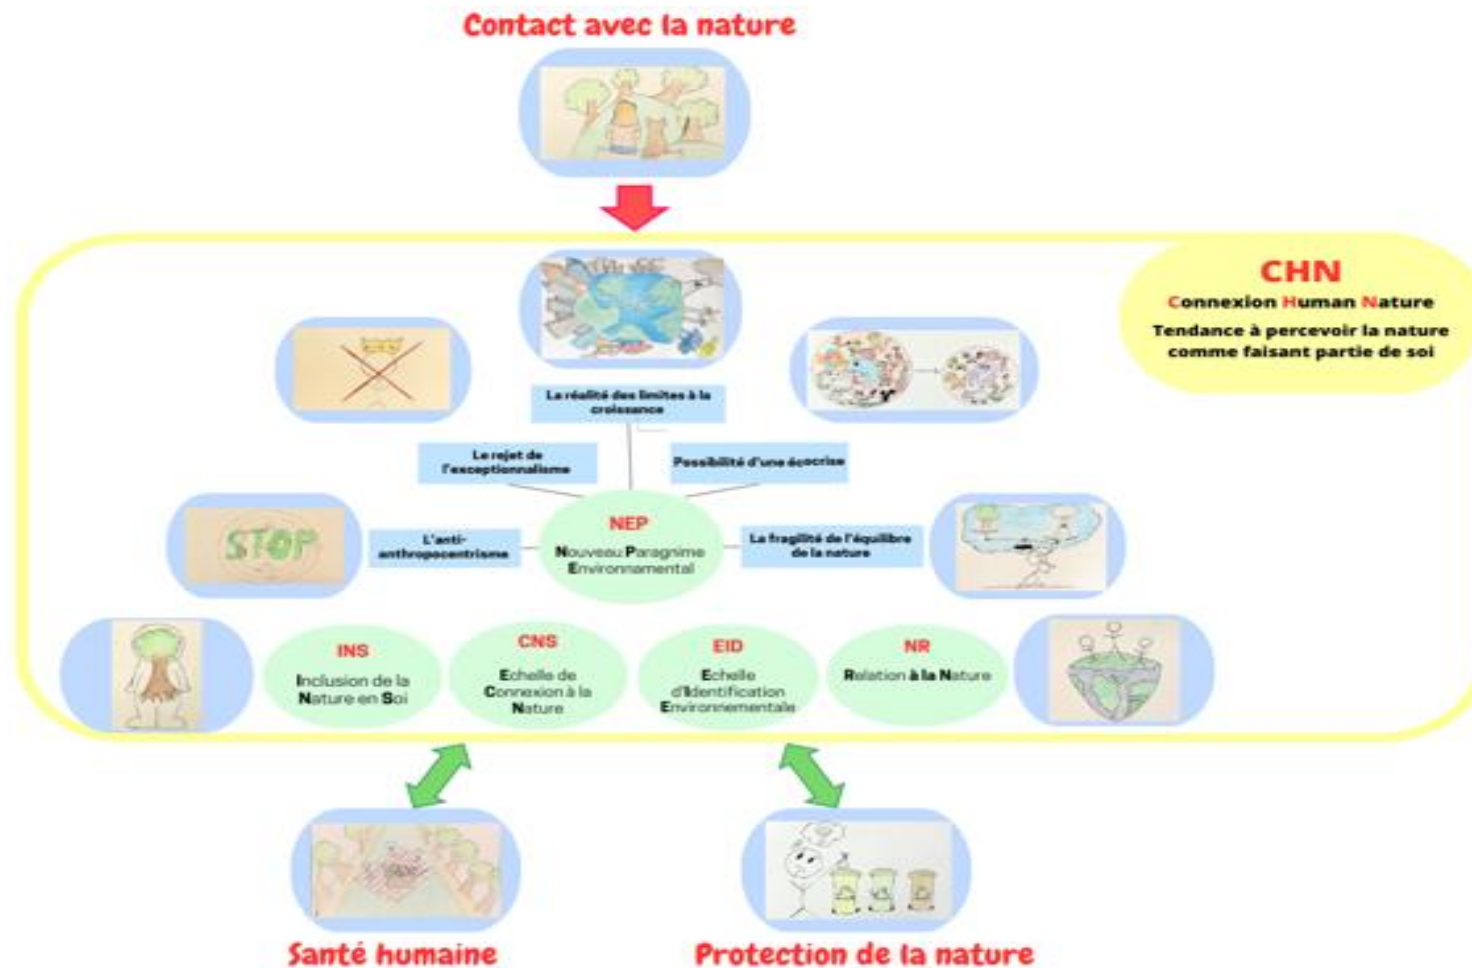 Contact avec la nature
CHN
Connexion Human Nature
Tendance à percevoir la nature
comme faisant partie de soi
La réalité des limites à la
croissance
Le rejet de
l'exceptionnalisme
Possibilité d'une écocrise
NEP
Nouveau Paragnime
Environnamental
L'anti-
anthropocentrisme
La fragilité de l'équilibre
de la nature
STOP
INS
Inclusion de la
Nature en Soi
CNS
Echelle de
Connexion à la
Nature
EID
Echelle
d'Identification
Environnementale
NR
Relation à la Nature
Santé humaine
Protection de la nature